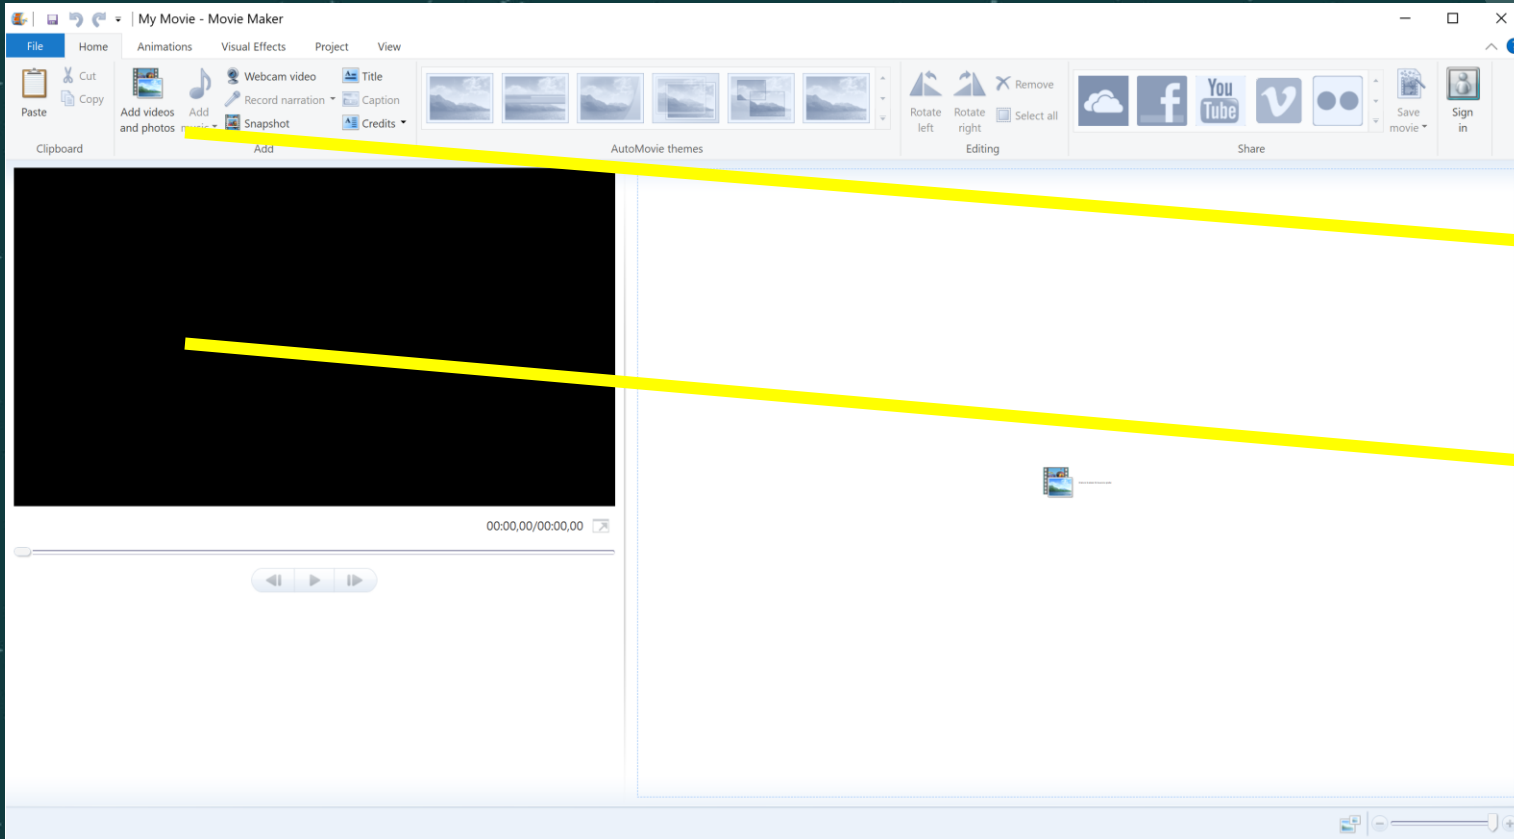 My Movie - Movie Maker
File Home Animations Visual Effects Project View
Paste
Cut
Copy
Clipboard
Add videos
and photos
Add
music
Webcam video
Record narration
Snapshot
Title
Caption
Credits
Add
AutoMovie themes
Rotate
left
Rotate
right
Remove
Select all
Editing
You
Tube
Share
Save
movie
Sign
in
00:00,00/00:00,00